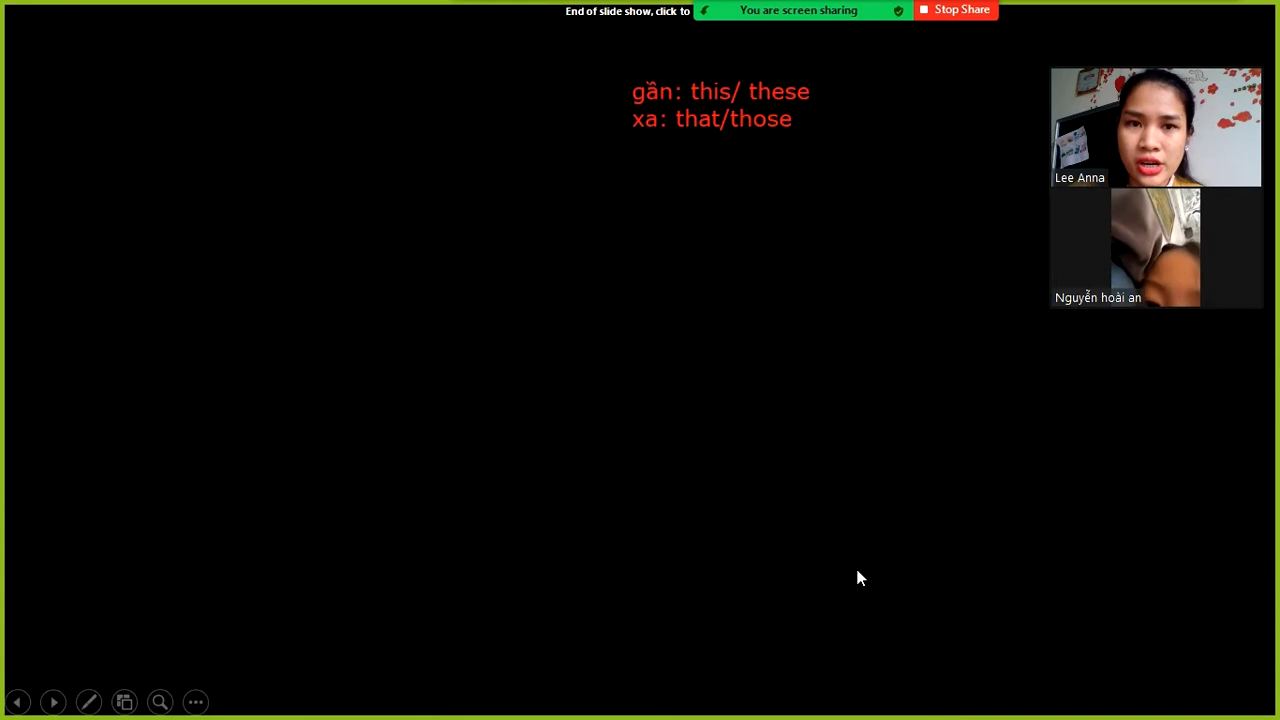 End of slide show, click to
You are screen sharing
Stop Share
gần: this/ these
xa: that/those
Lee Anna
Nguyễn hoài an